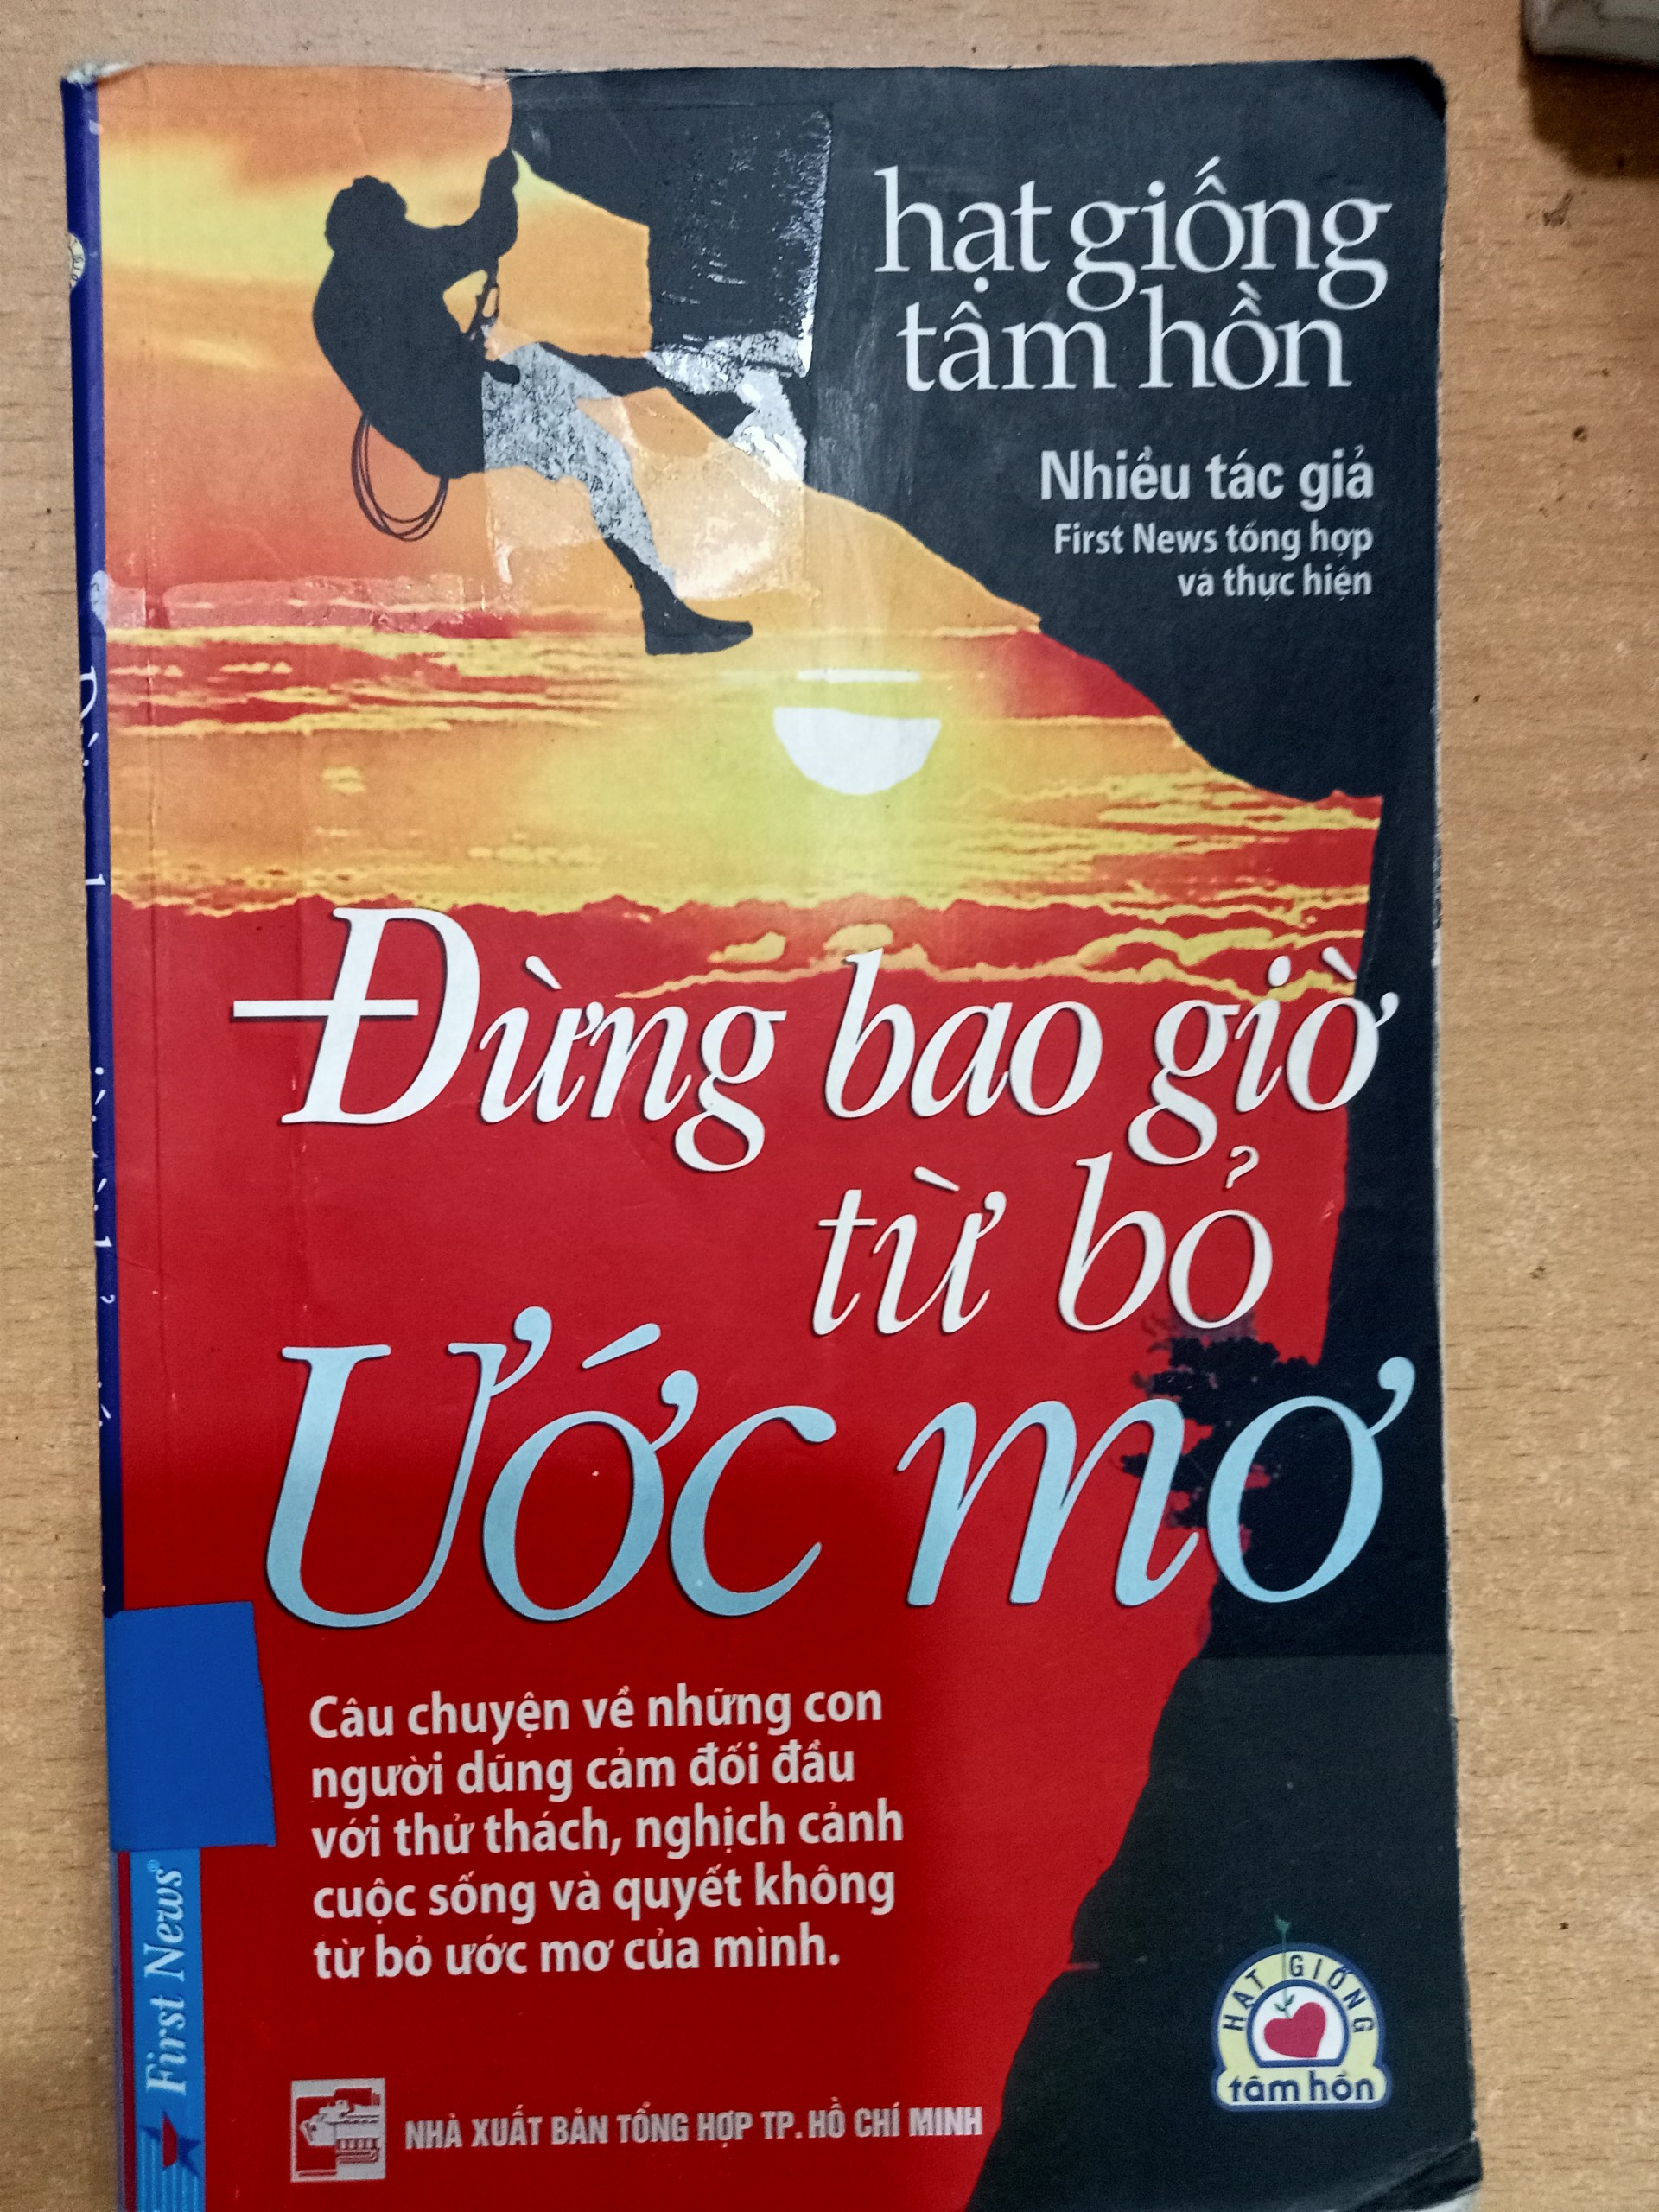 hạt giống
tâm hồn
Nhiều tác giả
First News tổng hợp
và thực hiện
Đừng bao giờ
từ bỏ
Ước mơ
Câu chuyện về những con
người dũng cảm đối đầu
với thử thách, nghịch cảnh
cuộc sống và quyết không
từ bỏ ước mơ của mình.
First News®
HẠT GIỐNG
tâm hồn
NHÀ XUẤT BẢN TỔNG HỢP TP. HỒ CHÍ MINH